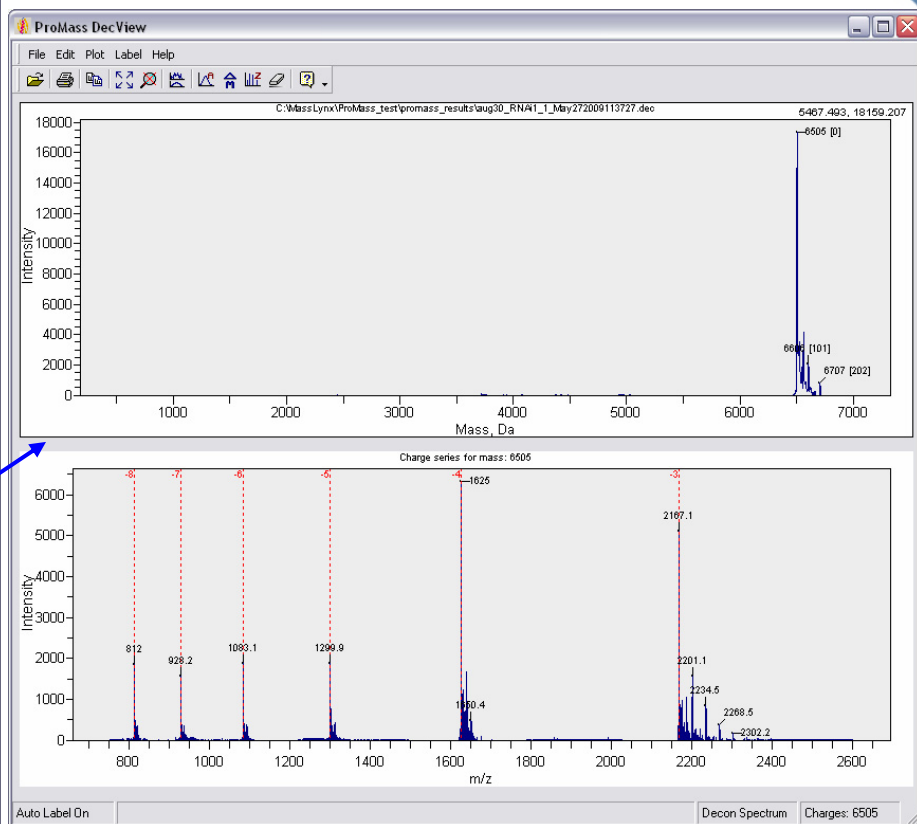 ProMass DecView
File Edit Plot Label Help
C:\MassLynx\ProMass_test\promass_results\aug30_RNAi1_1_May272009113727.dec
5467.493, 18159.207
18000
16000
14000
12000
10000
8000
6000
4000
2000
0
Intensity
6505 [0]
[101]
6707 [202]
1000 2000 3000 4000 5000 6000 7000
Mass, Da
Charge series for mass: 6505
-8 -7 -6 -5 -4 -3
6000
5000
4000
3000
2000
1000
0
Intensity
812
928.2
1083.1
1299.9
1625
1650.4
2167.1
2201.1
2234.5
2268.5
2302.2
800 1000 1200 1400 1600 1800 2000 2200 2400 2600
m/z
Auto Label On
Decon Spectrum
Charges: 6505